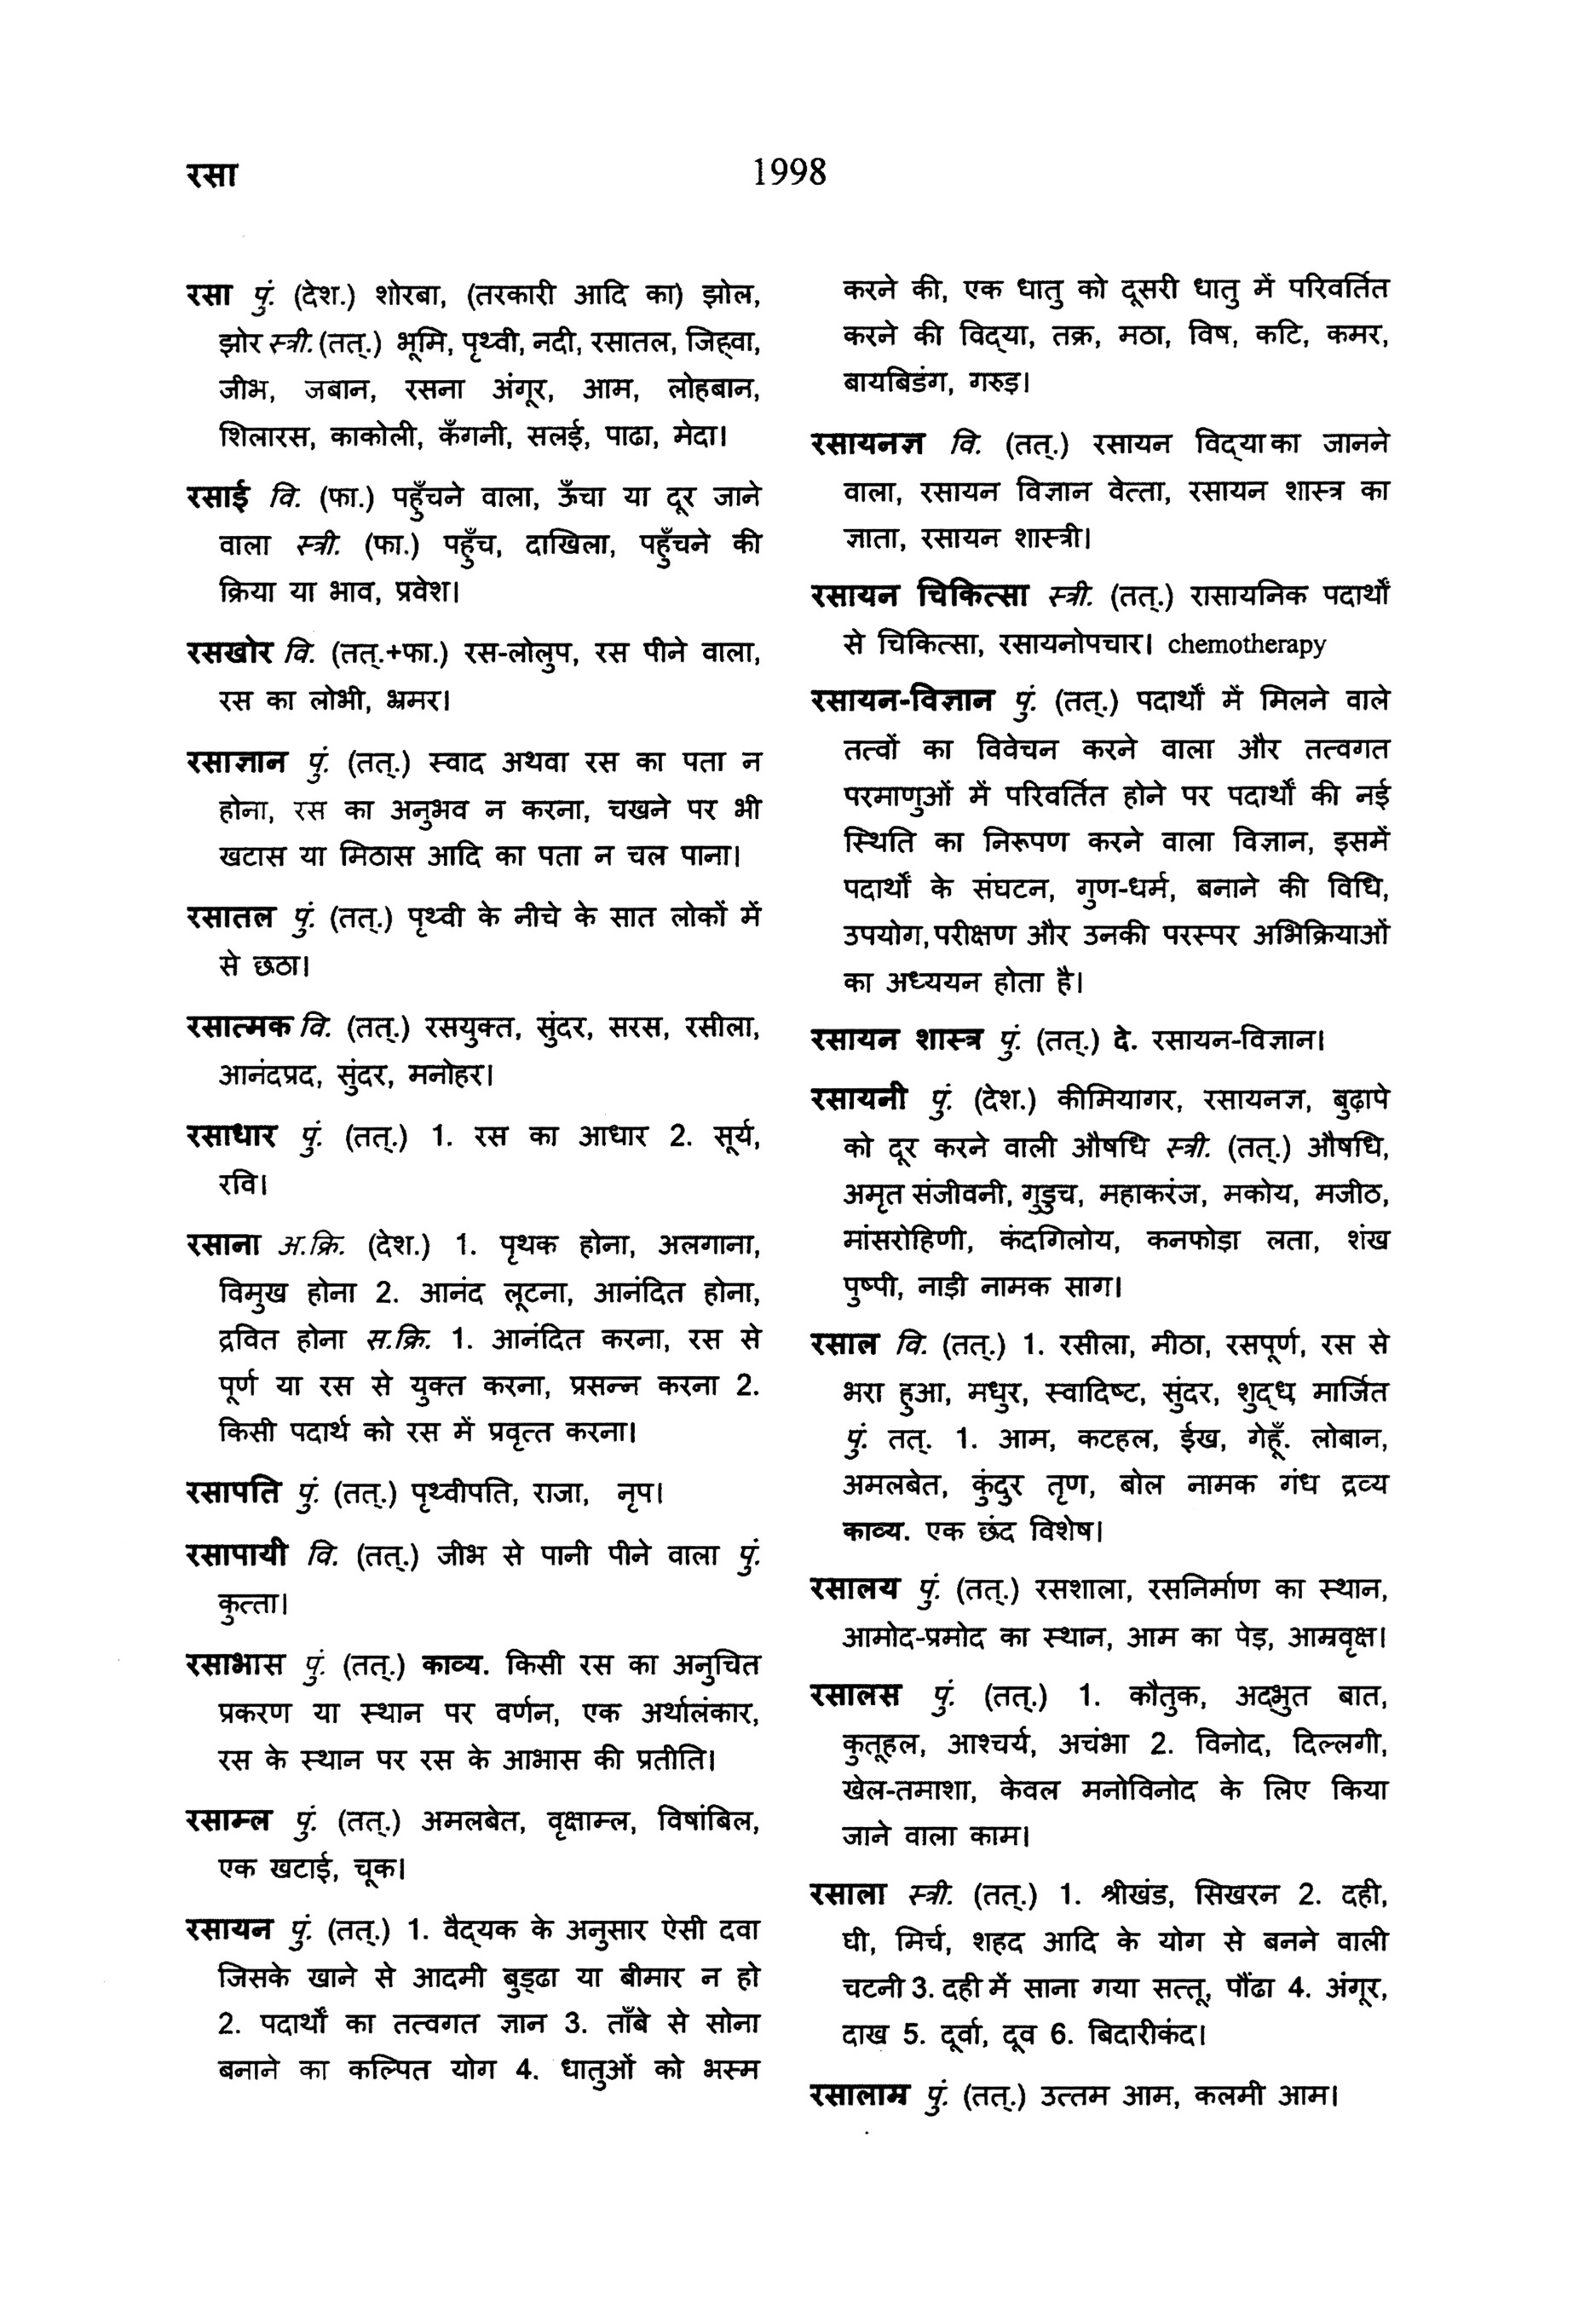 रसा
1998
रसा पुं. (देश.) शोरबा, (तरकारी आदि का) झोल,
झोर स्त्री. (तत्.) भूमि, पृथ्वी, नदी, रसातल, जिह्वा,
जीभ, जबान, रसना अंगूर, आम, लोहबान,
शिलारस, काकोली, कँगनी, सलई, पाढा, मेदा।
रसाई वि. (फा.) पहुँचने वाला, ऊँचा या दूर जाने
वाला स्त्री. (फा.) पहुँच, दाखिला, पहुँचने की
क्रिया या भाव, प्रवेश।
रसखोर वि. (तत्.+फा.) रस-लोलुप, रस पीने वाला,
रस का लोभी, भ्रमर।
रसाज्ञान पुं. (तत्.) स्वाद अथवा रस का पता न
होना, रस का अनुभव न करना, चखने पर भी
खटास या मिठास आदि का पता न चल पाना।
रसातल पुं. (तत्.) पृथ्वी के नीचे के सात लोकों में
से छठा।
रसात्मक वि. (तत्.) रसयुक्त, सुंदर, सरस, रसीला,
आनंदप्रद, सुंदर, मनोहर।
रसाधार पुं. (तत्.) 1. रस का आधार 2. सूर्य,
रवि।
रसाना अ.क्रि. (देश.) 1. पृथक होना, अलगाना,
विमुख होना 2. आनंद लूटना, आनंदित होना,
द्रवित होना स.क्रि. 1. आनंदित करना, रस से
पूर्ण या रस से युक्त करना, प्रसन्न करना 2.
किसी पदार्थ को रस में प्रवृत्त करना।
रसापति पुं. (तत्.) पृथ्वीपति, राजा, नृप।
रसापायी वि. (तत्.) जीभ से पानी पीने वाला पुं.
कुत्ता।
रसाभास पुं. (तत्.) काव्य. किसी रस का अनुचित
प्रकरण या स्थान पर वर्णन, एक अर्थालंकार,
रस के स्थान पर रस के आभास की प्रतीति।
रसाम्ल पुं. (तत्.) अमलबेत, वृक्षाम्ल, विषांबिल,
एक खटाई, चूक।
रसायन पुं. (तत्.) 1. वैद्‌यक के अनुसार ऐसी दवा
जिसके खाने से आदमी बुड्ढा या बीमार न हो
2. पदार्थों का तत्वगत ज्ञान 3. ताँबे से सोना
बनाने का कल्पित योग 4. धातुओं को भस्म
करने की, एक धातु को दूसरी धातु में परिवर्तित
करने की विद्‌या, तक्र, मठा, विष, कटि, कमर,
बायबिडंग, गरुड़।
रसायनज्ञ वि. (तत्.) रसायन विद्‌या का जानने
वाला, रसायन विज्ञान वेत्ता, रसायन शास्त्र का
ज्ञाता, रसायन शास्त्री।
रसायन चिकित्सा स्त्री. (तत्.) रासायनिक पदार्थों
से चिकित्सा, रसायनोपचार। chemotherapy
रसायन-विज्ञान पुं. (तत्.) पदार्थों में मिलने वाले
तत्वों का विवेचन करने वाला और तत्वगत
परमाणुओं में परिवर्तित होने पर पदार्थों की नई
स्थिति का निरूपण करने वाला विज्ञान, इसमें
पदार्थों के संघटन, गुण-धर्म, बनाने की विधि,
उपयोग, परीक्षण और उनकी परस्पर अभिक्रियाओं
का अध्ययन होता है।
रसायन शास्त्र पुं. (तत्.) दे. रसायन-विज्ञान।
रसायनी पुं. (देश.) कीमियागर, रसायनज्ञ, बुढ़ापे
को दूर करने वाली औषधि स्त्री. (तत्.) औषधि,
अमृत संजीवनी, गुडुच, महाकरंज, मकोय, मजीठ,
मांसरोहिणी, कंदगिलोय, कनफोड़ा लता, शंख
पुष्पी, नाड़ी नामक साग।
रसाल वि. (तत्.) 1. रसीला, मीठा, रसपूर्ण, रस से
भरा हुआ, मधुर, स्वादिष्ट, सुंदर, शुद्‌ध, मार्जित
पुं. तत्. 1. आम, कटहल, ईख, गेहूँ. लोबान,
अमलबेत, कुंदुर तृण, बोल नामक गंध द्रव्य
काव्य. एक छंद विशेष।
रसालय पुं. (तत्.) रसशाला, रसनिर्माण का स्थान,
आमोद-प्रमोद का स्थान, आम का पेड़, आम्रवृक्ष।
रसालस पुं. (तत्.) 1. कौतुक, अद्‌भुत बात,
कुतूहल, आश्चर्य, अचंभा 2. विनोद, दिल्लगी,
खेल-तमाशा, केवल मनोविनोद के लिए किया
जाने वाला काम।
रसाला स्त्री. (तत्.) 1. श्रीखंड, सिखरन 2. दही,
घी, मिर्च, शहद आदि के योग से बनने वाली
चटनी 3. दही में साना गया सत्तू, पौंढा 4. अंगूर,
दाख 5. दूर्वा, दूव 6. बिदारीकंद।
रसालाम्र पुं. (तत्.) उत्तम आम, कलमी आम।